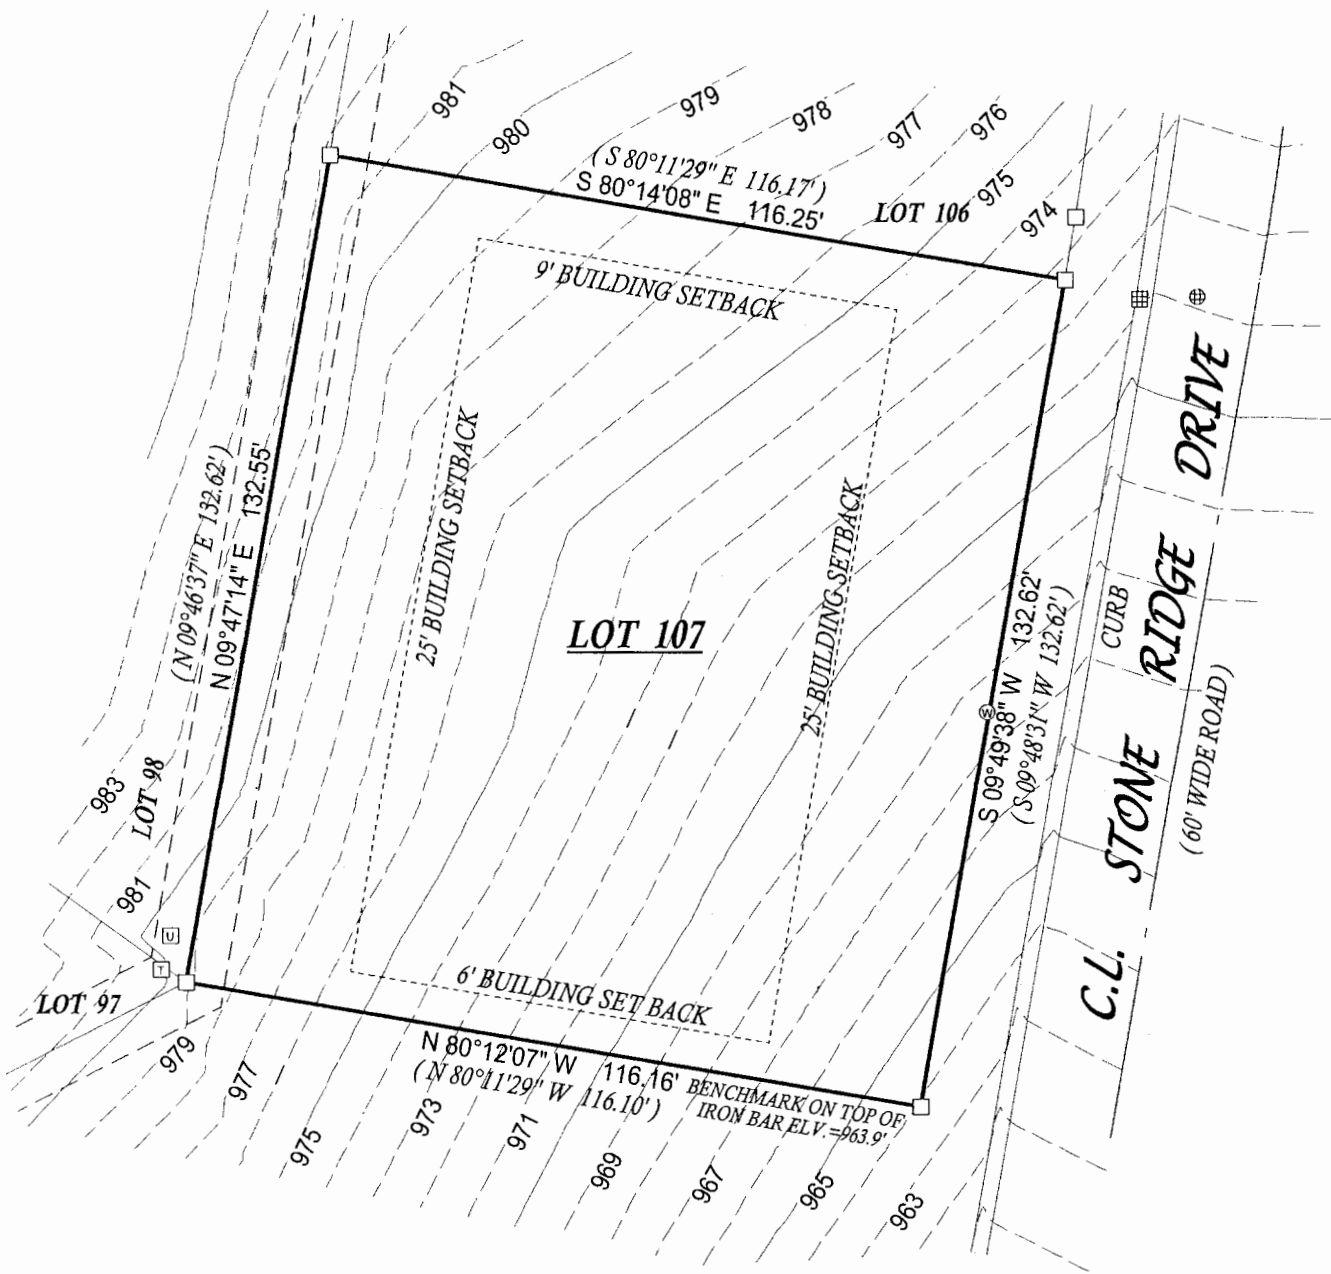 981
980
979
978
977
976
975
974
( S 80°11'29" E 116.17' )
S 80°14'08" E 116.25'
LOT 106
9' BUILDING SETBACK
25' BUILDING SETBACK
25' BUILDING SETBACK
( N 09°46'37" E 132.62' )
N 09°47'14" E 132.55'
LOT 107
S 09°49'38" W 132.62'
( S 09°48'31" W 132.62' )
W
CURB
C.L. STONE RIDGE DRIVE
( 60' WIDE ROAD )
983
LOT 98
981
U
T
LOT 97
6' BUILDING SET BACK
N 80°12'07" W 116.16'
( N 80°11'29" W 116.10' )
BENCHMARK ON TOP OF
IRON BAR ELV.=963.9'
979
977
975
973
971
969
967
965
963